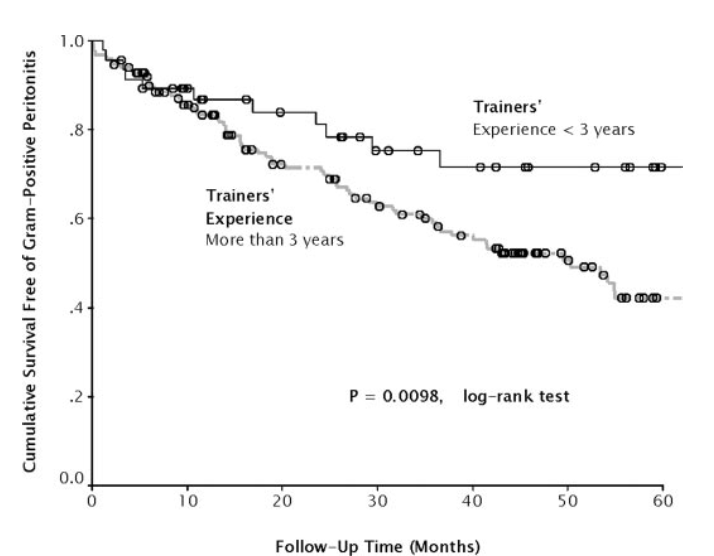 Cumulative Survival Free of Gram-Positive Peritonitis
1.0
.8
.6
.4
.2
0.0
Trainers'
Experience < 3 years
Trainers'
Experience
More than 3 years
P = 0.0098, log-rank test
0 10 20 30 40 50 60
Follow-Up Time (Months)